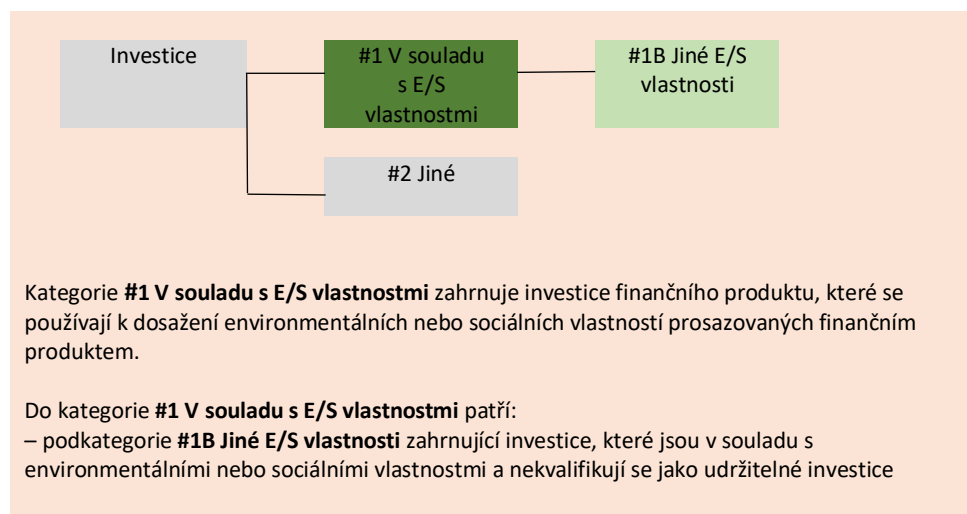 Investice
#1 V souladu
s E/S
vlastnostmi
#1B Jiné E/S
vlastnosti
#2 Jiné
Kategorie #1 V souladu s E/S vlastnostmi zahrnuje investice finančního produktu, které se
používají k dosažení environmentálních nebo sociálních vlastností prosazovaných finančním
produktem.
Do kategorie #1 V souladu s E/S vlastnostmi patří:
– podkategorie #1B Jiné E/S vlastnosti zahrnující investice, které jsou v souladu s
environmentálními nebo sociálními vlastnostmi a nekvalifikují se jako udržitelné investice